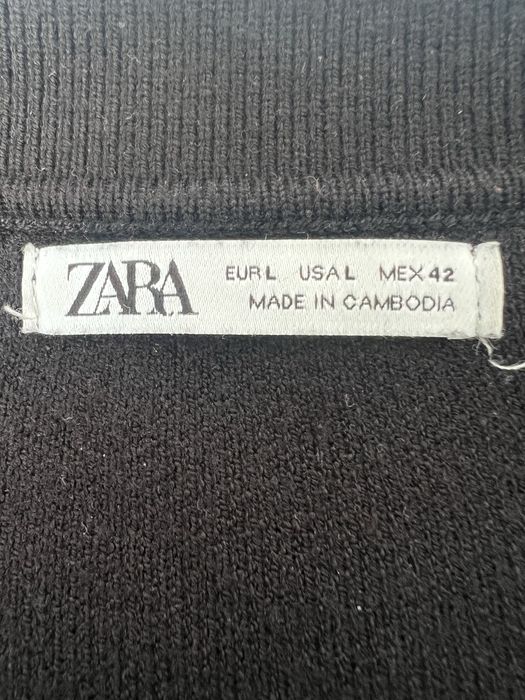 ZARA
EUR L USA L MEX 42
MADE IN CAMBODIA